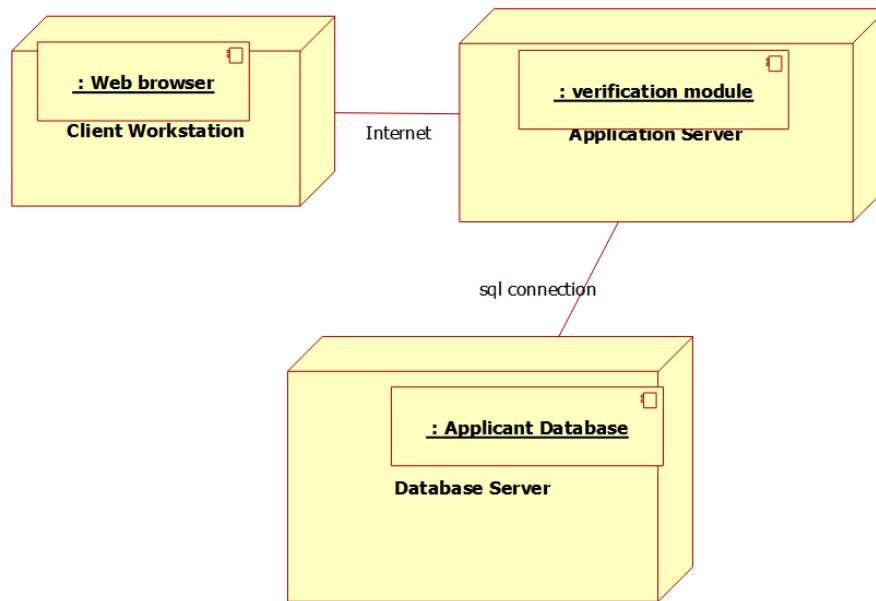 : Web browser
Client Workstation
Internet
: verification module
Application Server
sql connection
: Applicant Database
Database Server